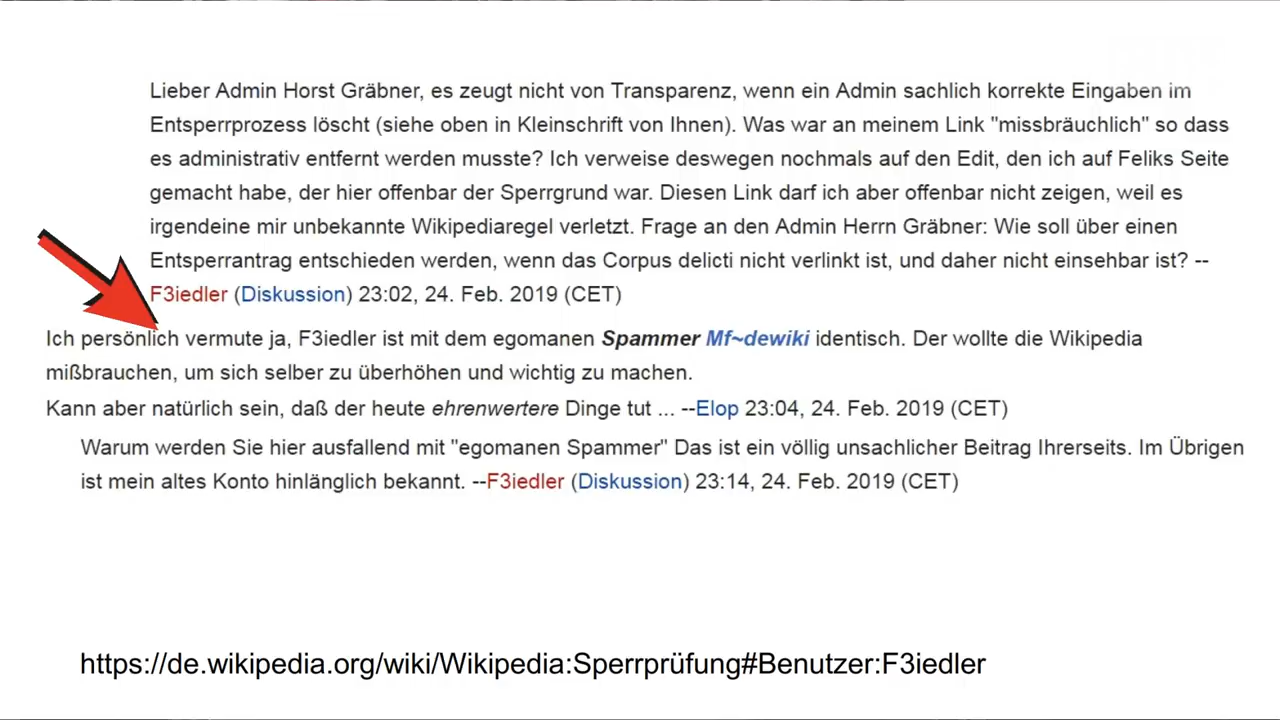 Lieber Admin Horst Gräbner, es zeugt nicht von Transparenz, wenn ein Admin sachlich korrekte Eingaben im
Entsperrprozess löscht (siehe oben in Kleinschrift von Ihnen). Was war an meinem Link "missbräuchlich" so dass
es administrativ entfernt werden musste? Ich verweise deswegen nochmals auf den Edit, den ich auf Feliks Seite
gemacht habe, der hier offenbar der Sperrgrund war. Diesen Link darf ich aber offenbar nicht zeigen, weil es
irgendeine mir unbekannte Wikipediaregel verletzt. Frage an den Admin Herrn Gräbner: Wie soll über einen
Entsperrantrag entschieden werden, wenn das Corpus delicti nicht verlinkt ist, und daher nicht einsehbar ist? --
F3iedler (Diskussion) 23:02, 24. Feb. 2019 (CET)
Ich persönlich vermute ja, F3iedler ist mit dem egomanen Spammer Mf~dewiki identisch. Der wollte die Wikipedia
mißbrauchen, um sich selber zu überhöhen und wichtig zu machen.
Kann aber natürlich sein, daß der heute ehrenwertere Dinge tut ... --Elop 23:04, 24. Feb. 2019 (CET)
Warum werden Sie hier ausfallend mit "egomanen Spammer" Das ist ein völlig unsachlicher Beitrag Ihrerseits. Im Übrigen
ist mein altes Konto hinlänglich bekannt. --F3iedler (Diskussion) 23:14, 24. Feb. 2019 (CET)
https://de.wikipedia.org/wiki/Wikipedia:Sperrprüfung#Benutzer:F3iedler